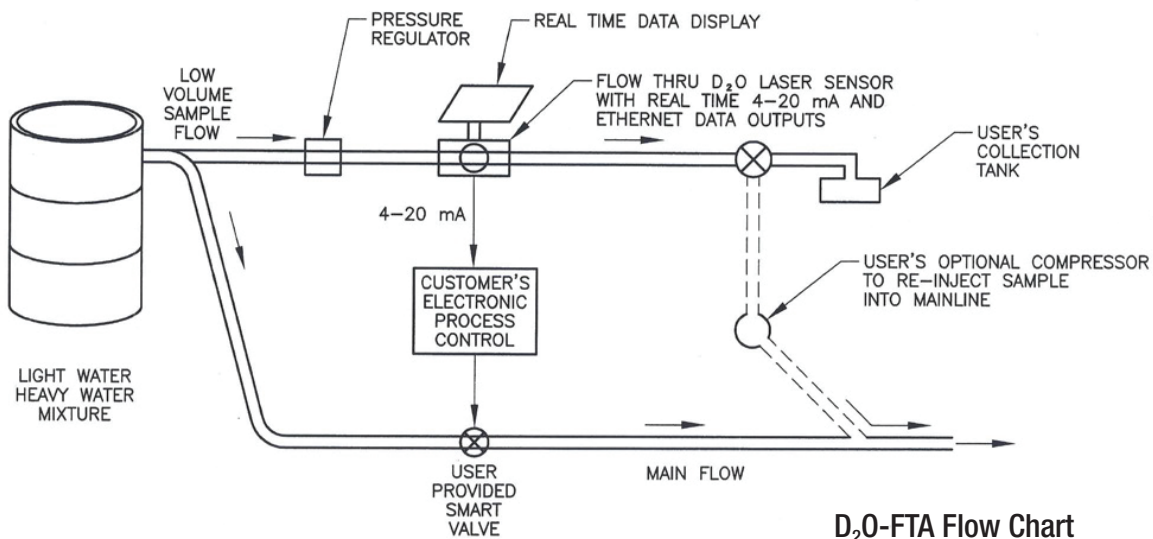 PRESSURE
REGULATOR
REAL TIME DATA DISPLAY
LOW
VOLUME
SAMPLE
FLOW
FLOW THRU D₂O LASER SENSOR
WITH REAL TIME 4–20 mA AND
ETHERNET DATA OUTPUTS
USER'S
COLLECTION
TANK
4–20 mA
CUSTOMER'S
ELECTRONIC
PROCESS
CONTROL
USER'S OPTIONAL COMPRESSOR
TO RE–INJECT SAMPLE
INTO MAINLINE
LIGHT WATER
HEAVY WATER
MIXTURE
USER
PROVIDED
SMART
VALVE
MAIN FLOW
D₂O-FTA Flow Chart